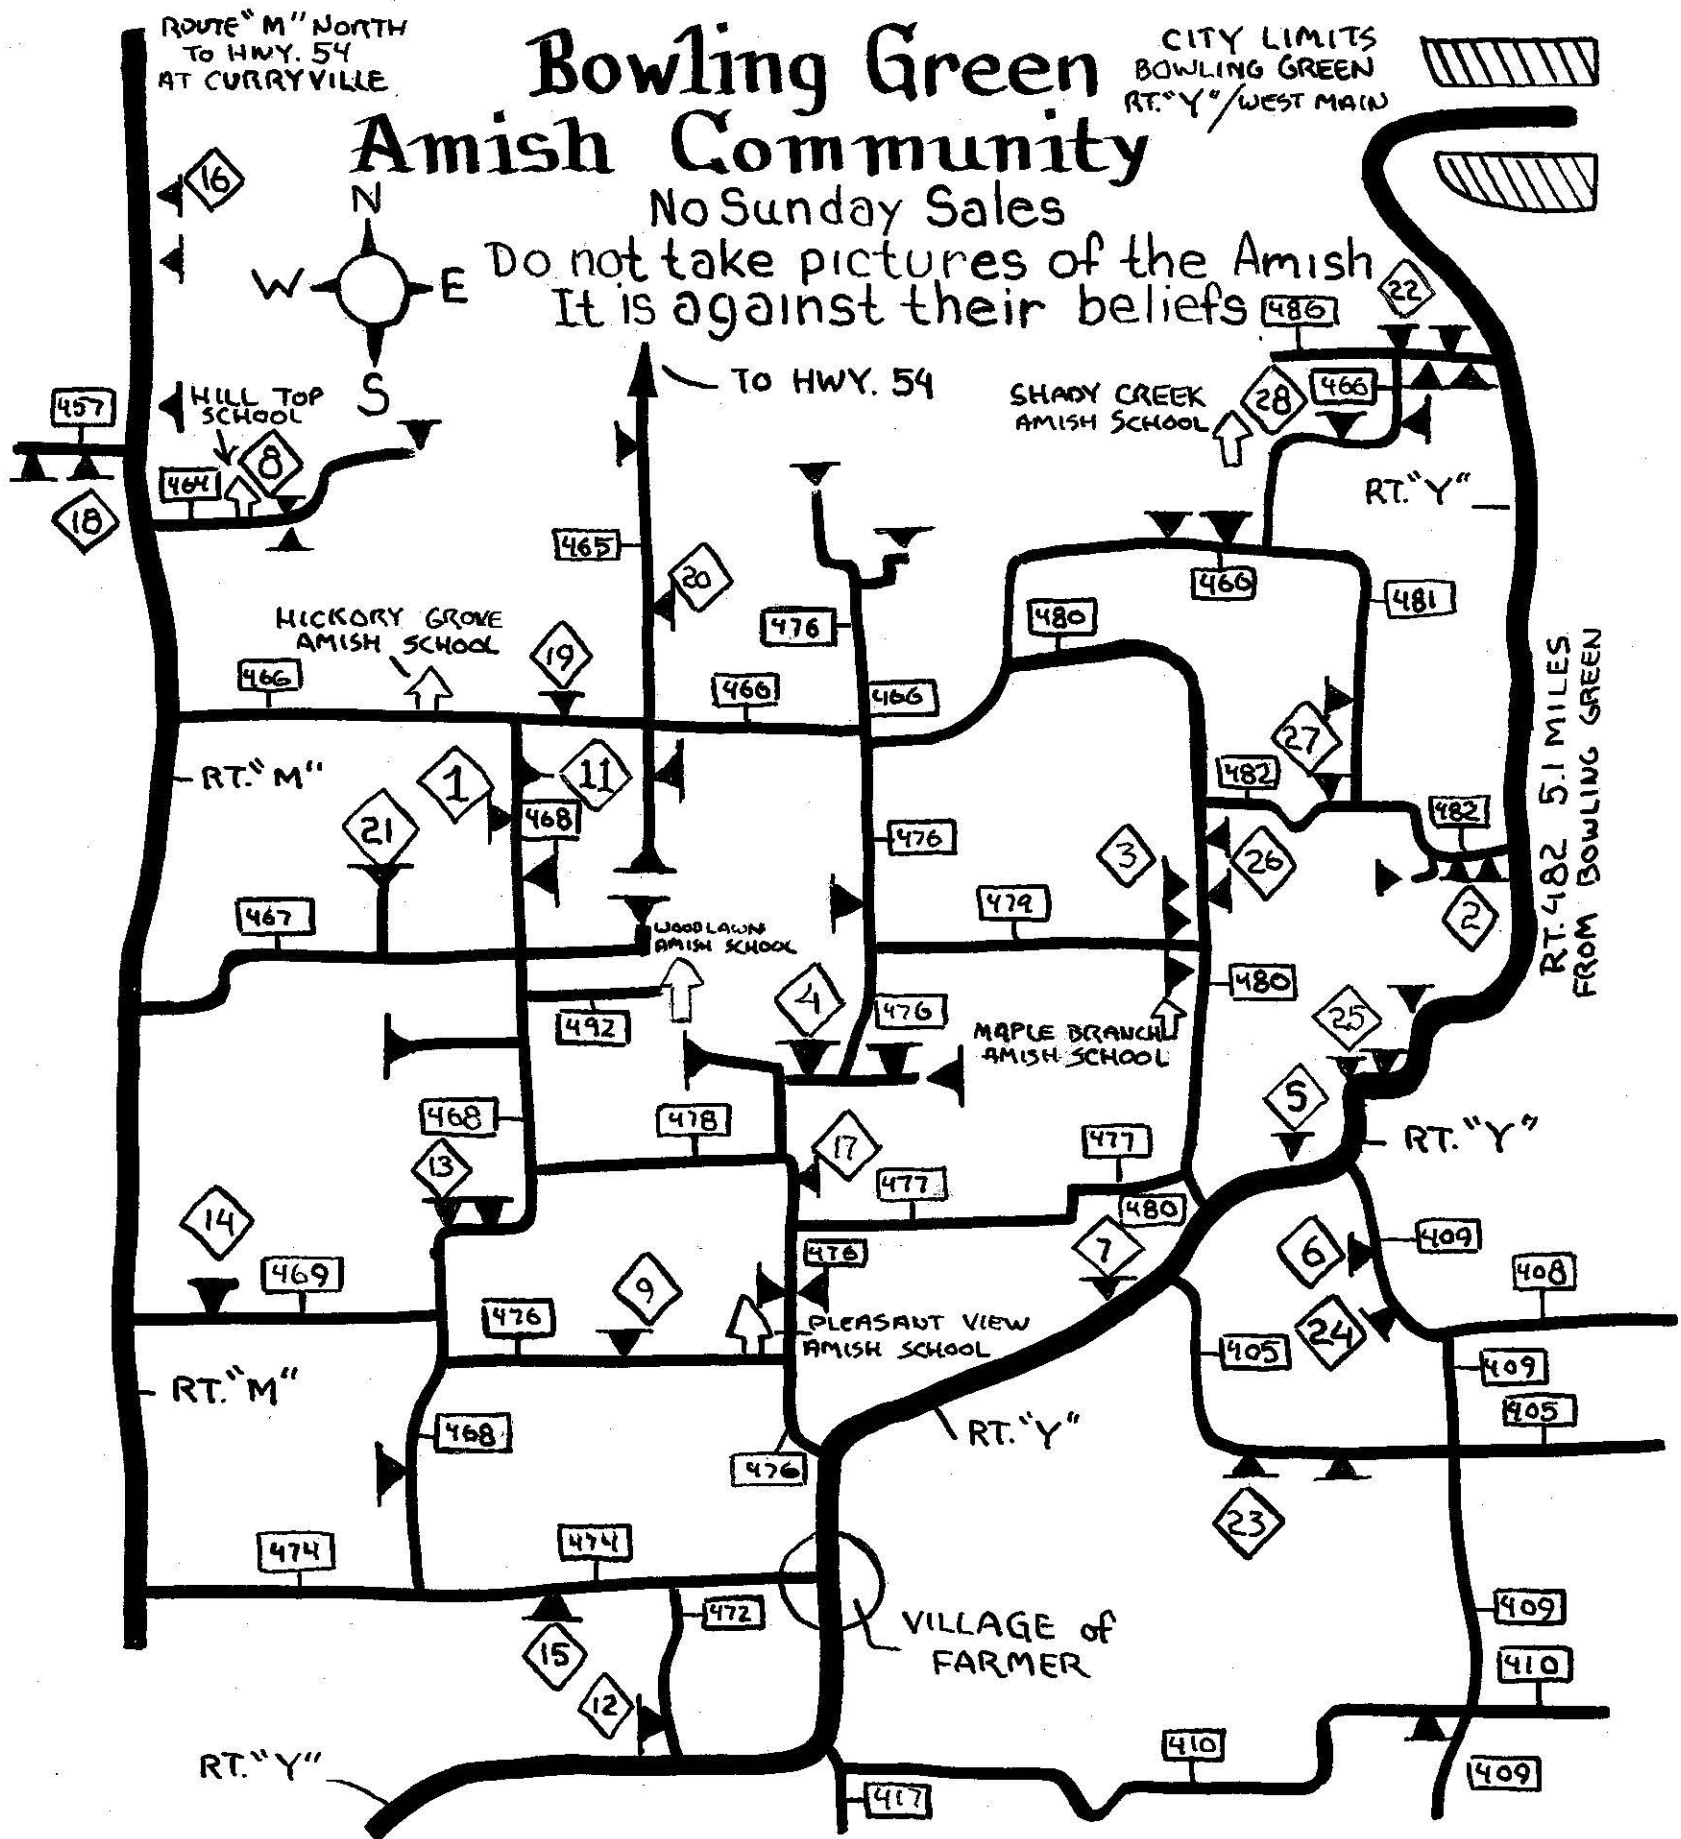 ROUTE "M" NORTH
TO HWY. 54
AT CURRYVILLE
Bowling Green
Amish Community
No Sunday Sales
Do not take pictures of the Amish
It is against their beliefs
CITY LIMITS
BOWLING GREEN
RT. "Y"/WEST MAIN
16
N
W E
S
22
486
TO HWY. 54
SHADY CREEK
AMISH SCHOOL
28
466
457
HILL TOP
SCHOOL
8
464
18
RT. "Y"
465
20
466
481
480
476
HICKORY GROVE
AMISH SCHOOL
19
466
466
466
RT. "M"
1
11
468
21
27
482
482
476
3
26
2
RT. 482 5.1 MILES
FROM BOWLING GREEN
467
479
WOODLAWN
AMISH SCHOOL
492
4
476
480
MAPLE BRANCH
AMISH SCHOOL
25
5
RT. "Y"
468
478
17
477
13
477
480
14
7
6
409
476
469
9
408
476
PLEASANT VIEW
AMISH SCHOOL
24
405
409
RT. "M"
468
RT. "Y"
405
476
23
474
474
472
VILLAGE of
FARMER
409
15
12
410
RT. "Y"
410
409
417